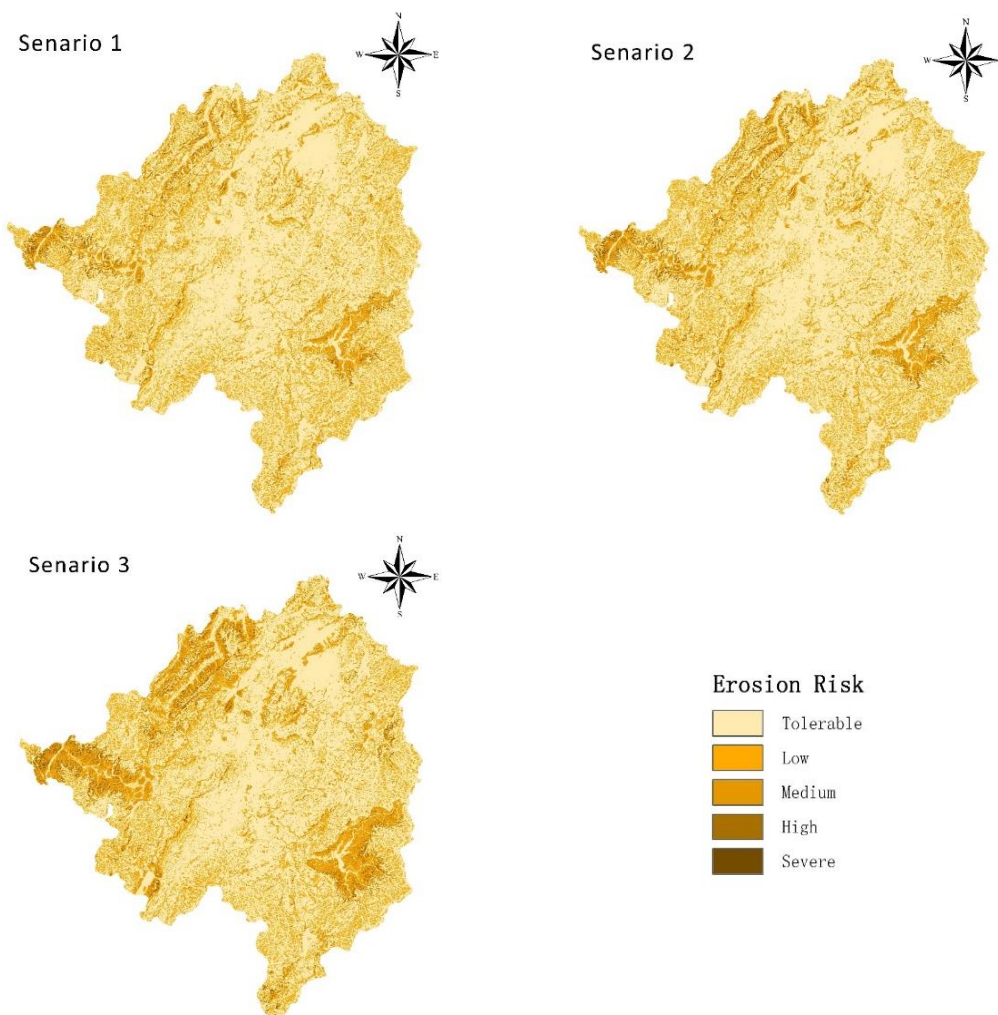 Senario 1
N
W
E
S
Senario 2
N
W
S
Senario 3
N
W
E
S
Erosion Risk
Tolerable
Low
Medium
High
Severe